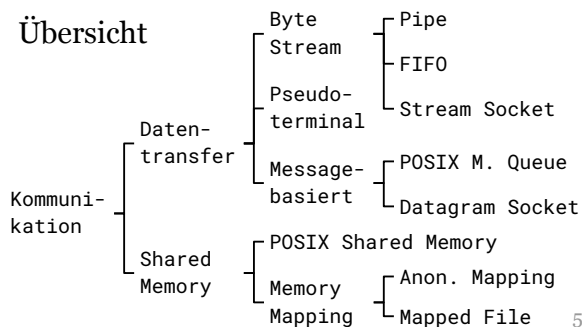 Übersicht
Byte
Stream
Pipe
FIFO
Stream Socket
Pseudo-
terminal
Daten-
transfer
Message-
basiert
POSIX M. Queue
Datagram Socket
Kommuni-
kation
Shared
Memory
POSIX Shared Memory
Memory
Mapping
Anon. Mapping
Mapped File
5